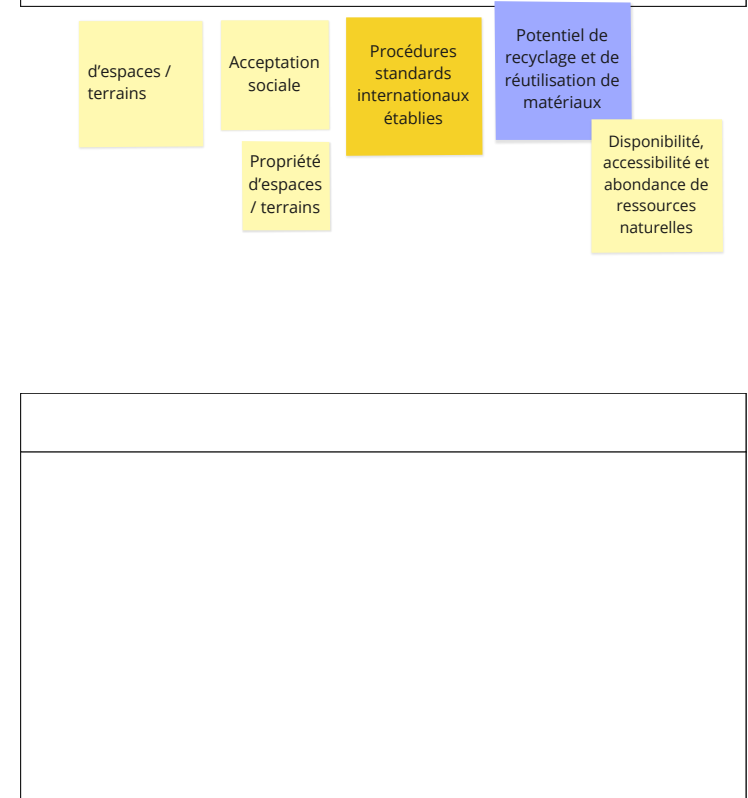 d'espaces /
terrains
Acceptation
sociale
Propriété
d'espaces
/ terrains
Procédures
standards
internationaux
établies
Potentiel de
recyclage et de
réutilisation de
matériaux
Disponibilité,
accessibilité et
abondance de
ressources
naturelles